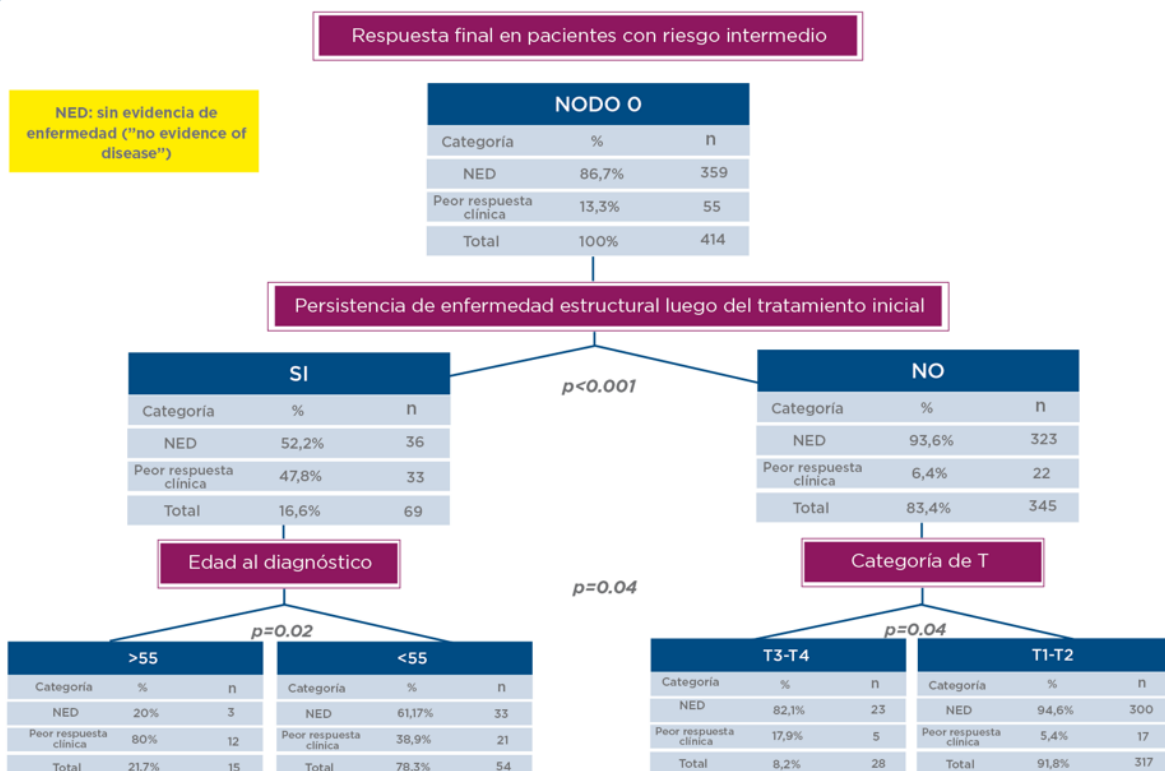 Respuesta final en pacientes con riesgo intermedio
NED: sin evidencia de
enfermedad ("no evidence of
disease")
NODO 0
Categoría % n
NED 86,7% 359
Peor respuesta
clínica 13,3% 55
Total 100% 414
Persistencia de enfermedad estructural luego del tratamiento inicial
p<0.001
SI
Categoría % n
NED 52,2% 36
Peor respuesta
clínica 47,8% 33
Total 16,6% 69
NO
Categoría % n
NED 93,6% 323
Peor respuesta
clínica 6,4% 22
Total 83,4% 345
Edad al diagnóstico
p=0.04
Categoría de T
p=0.02
p=0.04
>55
Categoría % n
NED 20% 3
Peor respuesta
clínica 80% 12
Total 21,7% 15
<55
Categoría % n
NED 61,17% 33
Peor respuesta
clínica 38,9% 21
Total 78,3% 54
T3-T4
Categoría % n
NED 82,1% 23
Peor respuesta
clínica 17,9% 5
Total 8,2% 28
T1-T2
Categoría % n
NED 94,6% 300
Peor respuesta
clínica 5,4% 17
Total 91,8% 317